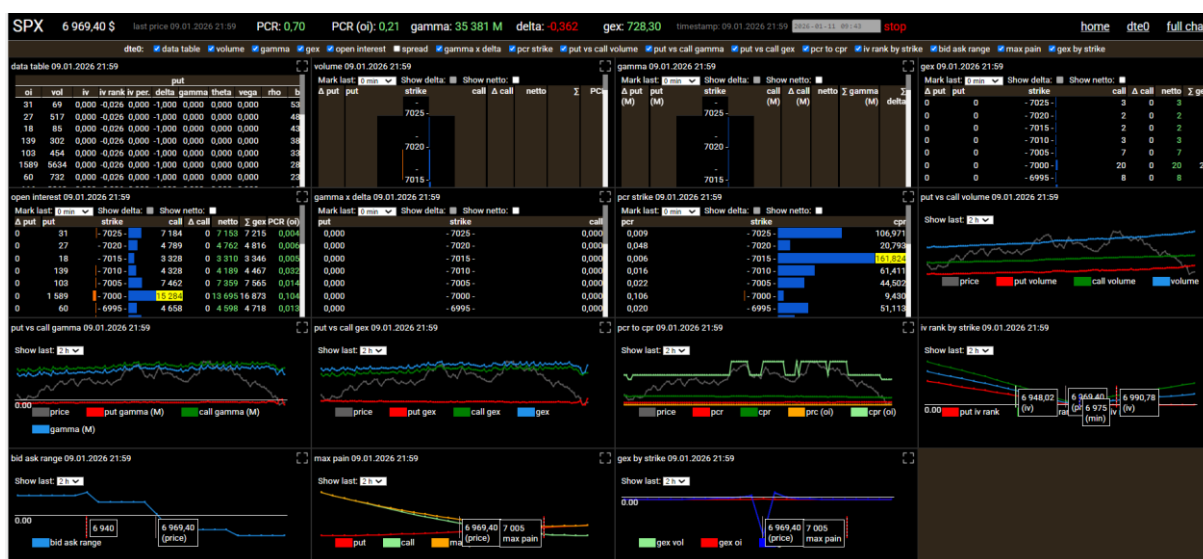 SPX 6 969,40 $ last price 09.01.2026 21:59 PCR: 0,70 PCR (oi): 0,21 gamma: 35 381 M delta: -0,362 gex: 728,30 timestamp: 09.01.2026 21:59 2026-01-11 09:43 stop home dte0 full cha
dte0: data table volume gamma gex open interest spread gamma x delta pcr strike put vs call volume put vs call gamma put vs call gex pcr to cpr iv rank by strike bid ask range max pain gex by strike
data table 09.01.2026 21:59
put
oi vol iv iv rank iv per. delta gamma theta vega rho b
31 69 0,000 -0,026 0,000 -1,000 0,000 0,000 0,000 53
27 517 0,000 -0,026 0,000 -1,000 0,000 0,000 0,000 48
18 85 0,000 -0,026 0,000 -1,000 0,000 0,000 0,000 43
139 302 0,000 -0,026 0,000 -1,000 0,000 0,000 0,000 38
103 454 0,000 -0,026 0,000 -1,000 0,000 0,000 0,000 33
1589 5634 0,000 -0,026 0,000 -1,000 0,000 0,000 0,000 28
60 732 0,000 -0,026 0,000 -1,000 0,000 0,000 0,000 23
volume 09.01.2026 21:59
Mark last: 0 min Show delta: Show netto:
Δ put put strike call Δ call netto Σ PC
7025 -
7020 -
7015
gamma 09.01.2026 21:59
Mark last: 0 min Show delta: Show netto:
Δ put (M) put (M) strike call (M) Δ call (M) netto Σ gamma (M) Σ delta
7025 -
7020 -
7015
gex 09.01.2026 21:59
Mark last: 0 min Show delta: Show netto:
Δ put put strike call Δ call netto Σ ge
0 0 - 7025 - 3 0 3
0 0 - 7020 - 2 0 2
0 0 - 7015 - 2 0 2
0 0 - 7010 - 3 0 3
0 0 - 7005 - 7 0 7
0 0 - 7000 - 20 0 20 2
0 0 - 6995 - 8 0 8
open interest 09.01.2026 21:59
Mark last: 0 min Show delta: Show netto:
Δ put put strike call Δ call netto Σ gex PCR (oi)
0 31 - 7025 - 7 184 0 7 153 7 215 0,004
0 27 - 7020 - 4 789 0 4 762 4 816 0,006
0 18 - 7015 - 3 328 0 3 310 3 346 0,005
0 139 - 7010 - 4 328 0 4 189 4 467 0,032
0 103 - 7005 - 7 462 0 7 359 7 565 0,014
0 1 589 - 7000 - 15 284 0 13 695 16 873 0,104
0 60 - 6995 - 4 658 0 4 598 4 718 0,013
gamma x delta 09.01.2026 21:59
Mark last: 0 min Show delta: Show netto:
put strike call
0,000 - 7025 - 0,000
0,000 - 7020 - 0,000
0,000 - 7015 - 0,000
0,000 - 7010 - 0,000
0,000 - 7005 - 0,000
0,000 - 7000 - 0,000
0,000 - 6995 - 0,000
pcr strike 09.01.2026 21:59
Mark last: 0 min Show delta: Show netto:
pcr strike cpr
0,009 - 7025 - 106,971
0,048 - 7020 - 20,793
0,006 - 7015 - 161,824
0,016 - 7010 - 61,411
0,022 - 7005 - 44,502
0,106 - 7000 - 9,430
0,020 - 6995 - 51,113
put vs call volume 09.01.2026 21:59
Show last: 2 h
price put volume call volume volume
put vs call gamma 09.01.2026 21:59
Show last: 2 h
0.00
price put gamma (M) call gamma (M)
gamma (M)
put vs call gex 09.01.2026 21:59
Show last: 2 h
price put gex call gex gex
pcr to cpr 09.01.2026 21:59
Show last: 2 h
price pcr cpr prc (oi) cpr (oi)
iv rank by strike 09.01.2026 21:59
Show last: 2 h
0.00
put iv rank
6 948,02 (iv)
6 969,40
6 975 (min)
6 990,78 (iv)
bid ask range 09.01.2026 21:59
Show last: 2 h
0.00
6 940
6 969,40 (price)
bid ask range
max pain 09.01.2026 21:59
Show last: 2 h
6 969,40 (price)
7 005 max pain
put call ma
gex by strike 09.01.2026 21:59
Show last: 2 h
0.00
6 969,40 (price)
7 005 max pain
gex vol gex oi